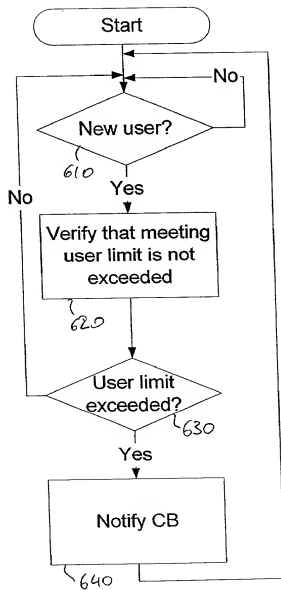 Start
No
New user?
610
No
Yes
Verify that meeting
user limit is not
exceeded
620
User limit
exceeded?
630
Yes
Notify CB
640